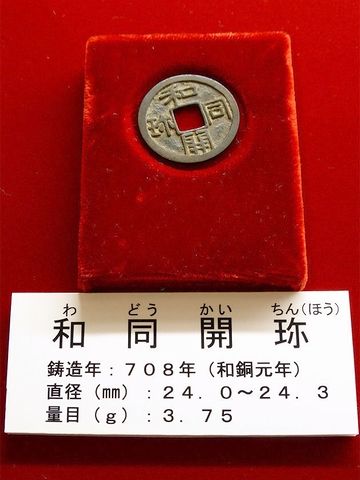 和同開珎
わ どう かい ちん(ほう)
和 同 開 珎
鋳造年：７０８年（和銅元年）
直径（㎜）：２４．０～２４．３
量目（ｇ）：３．７５